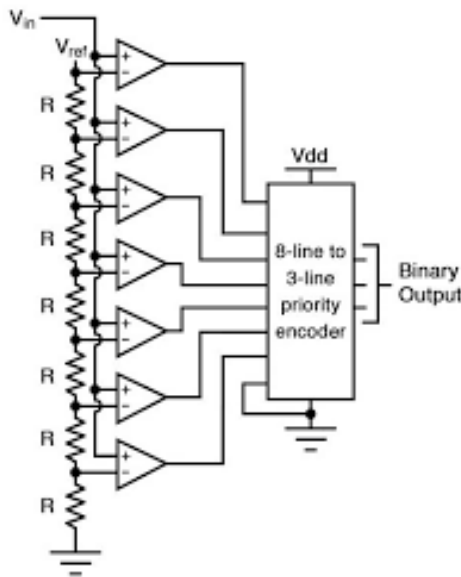 Vin
Vref
R
R
R
R
R
R
R
+
−
+
−
+
−
+
−
+
−
+
−
+
−
Vdd
8-line to
3-line
priority
encoder
Binary
Output